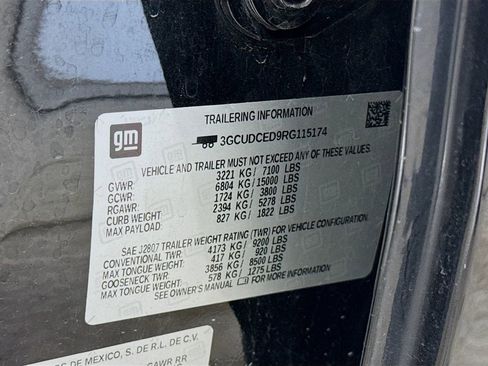 TRAILERING INFORMATION
gm
3GCUDCED9RG115174
VEHICLE AND TRAILER MUST NOT EXCEED ANY OF THESE VALUES.
GVWR: 3221 KG / 7100 LBS
GCWR: 6804 KG / 15000 LBS
RGAWR: 1724 KG / 3800 LBS
CURB WEIGHT 2394 KG / 5278 LBS
MAX PAYLOAD: 827 KG / 1822 LBS
SAE J2807 TRAILER WEIGHT RATING (TWR) FOR VEHICLE CONFIGURATION.
CONVENTIONAL TWR: 4173 KG / 9200 LBS
MAX TONGUE WEIGHT: 417 KG / 920 LBS
GOOSENECK TWR: 3856 KG / 8500 LBS
MAX TONGUE WEIGHT: 578 KG / 1275 LBS
SEE OWNER'S MANUAL FOR MORE INFORMATION
DE MEXICO, S. DE R.L. DE C.V.
GAWR RR